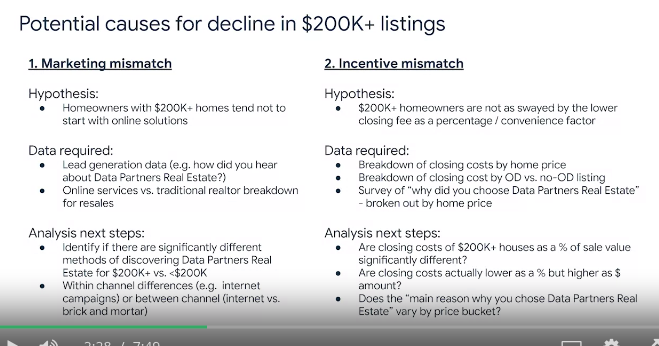 Potential causes for decline in $200K+ listings
1. Marketing mismatch
Hypothesis:
• Homeowners with $200K+ homes tend not to
start with online solutions
Data required:
• Lead generation data (e.g. how did you hear
about Data Partners Real Estate?)
• Online services vs. traditional realtor breakdown
for resales
Analysis next steps:
• Identify if there are significantly different
methods of discovering Data Partners Real
Estate for $200K+ vs. <$200K
• Within channel differences (e.g. internet
campaigns) or between channel (internet vs.
brick and mortar)
2. Incentive mismatch
Hypothesis:
• $200K+ homeowners are not as swayed by the lower
closing fee as a percentage / convenience factor
Data required:
• Breakdown of closing costs by home price
• Breakdown of closing cost by OD vs. no-OD listing
• Survey of "why did you choose Data Partners Real Estate"
- broken out by home price
Analysis next steps:
• Are closing costs of $200K+ houses as a % of sale value
significantly different?
• Are closing costs actually lower as a % but higher as $
amount?
• Does the "main reason why you chose Data Partners Real
Estate" vary by price bucket?